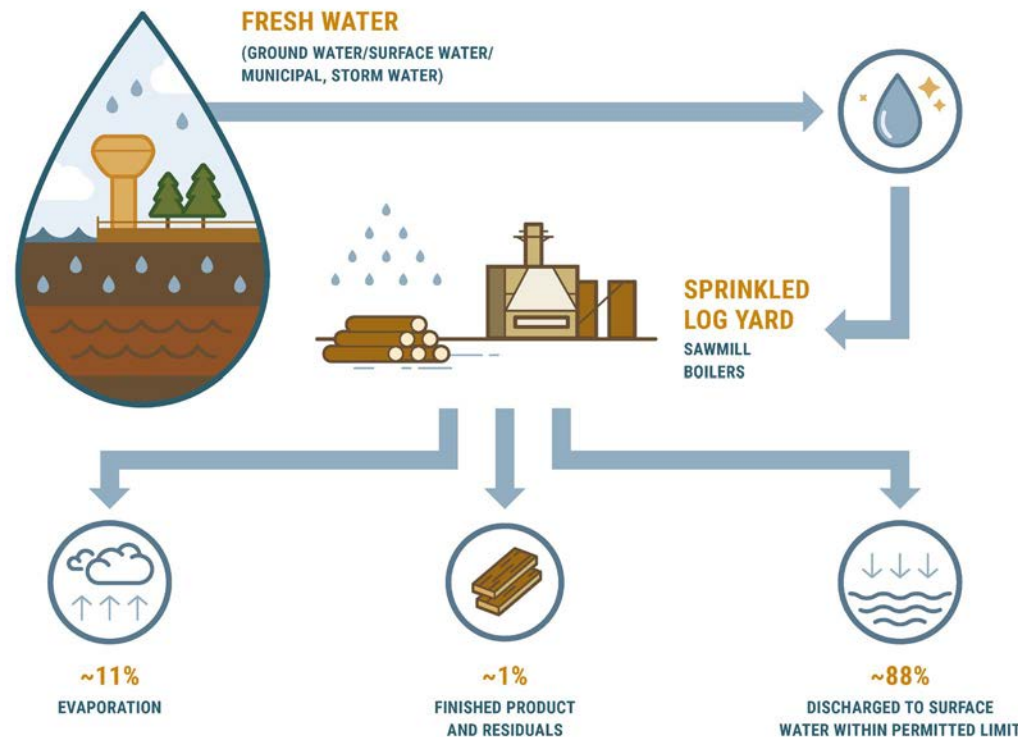 FRESH WATER
(GROUND WATER/SURFACE WATER/
MUNICIPAL, STORM WATER)
SPRINKLED
LOG YARD
SAWMILL
BOILERS
~11%
EVAPORATION
~1%
FINISHED PRODUCT
AND RESIDUALS
~88%
DISCHARGED TO SURFACE
WATER WITHIN PERMITTED LIMIT